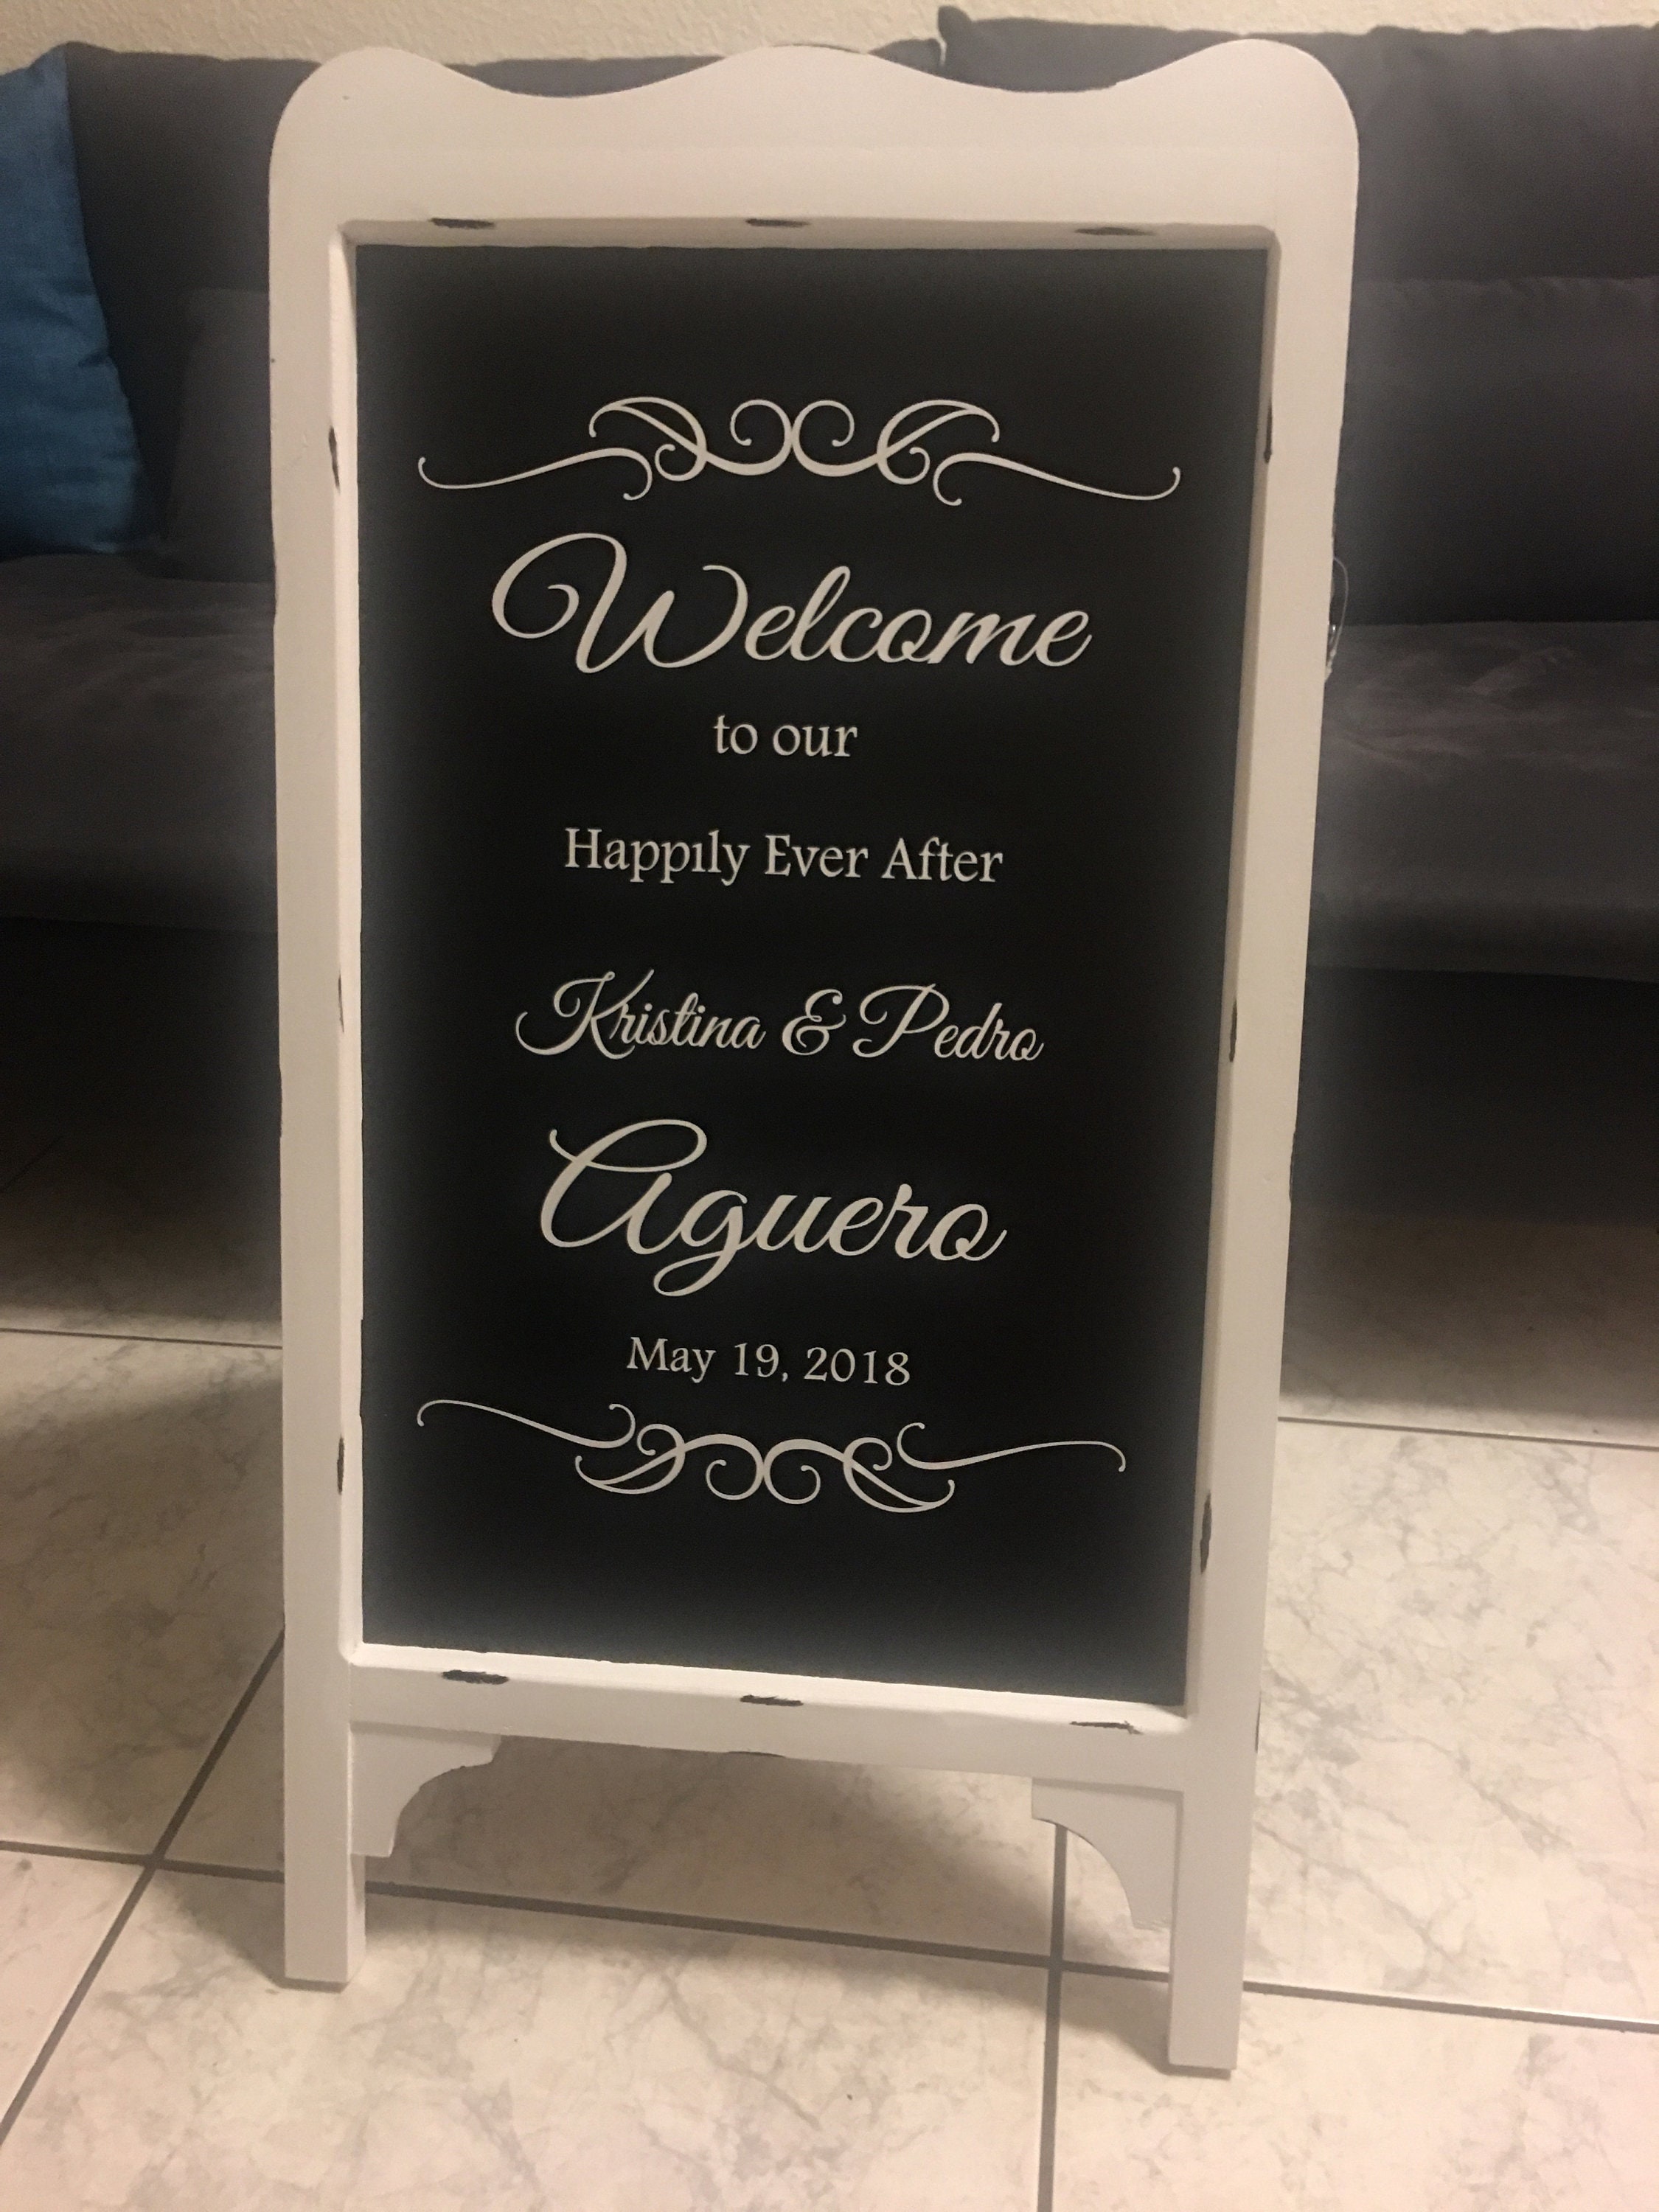 Welcome
to our
Happily Ever After
Kristina & Pedro
Aguero
May 19, 2018